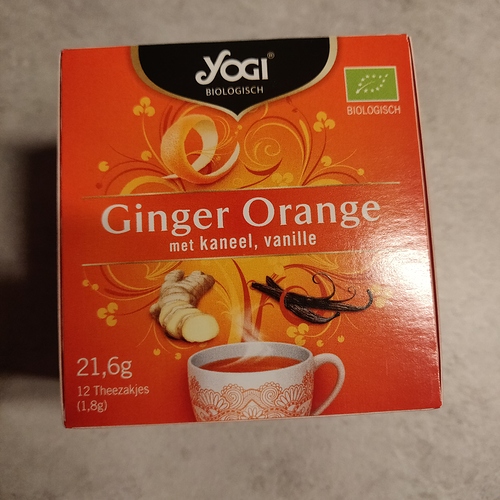 YOGI®
BIOLOGISCH
BIOLOGISCH
Ginger Orange
met kaneel, vanille
21,6g
12 Theezakjes
(1,8g)